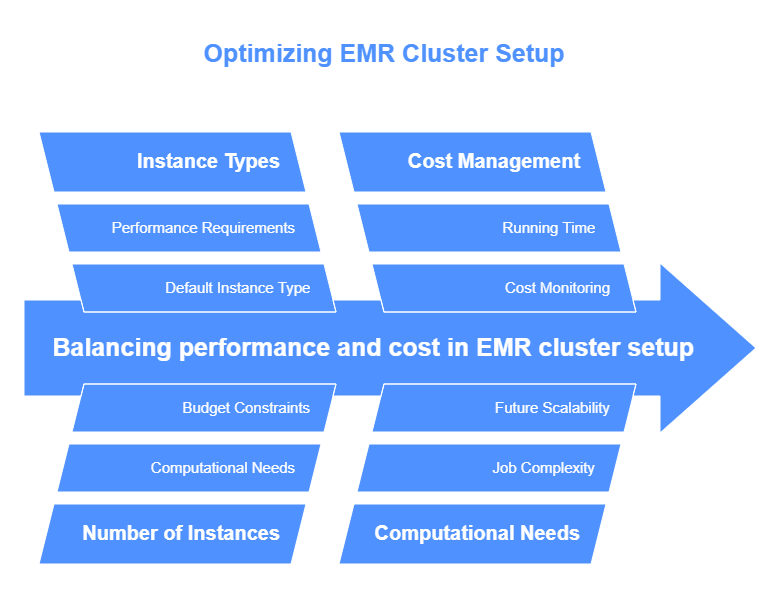 Optimizing EMR Cluster Setup
Instance Types
Cost Management
Performance Requirements
Running Time
Default Instance Type
Cost Monitoring
Balancing performance and cost in EMR cluster setup
Budget Constraints
Future Scalability
Computational Needs
Job Complexity
Number of Instances
Computational Needs